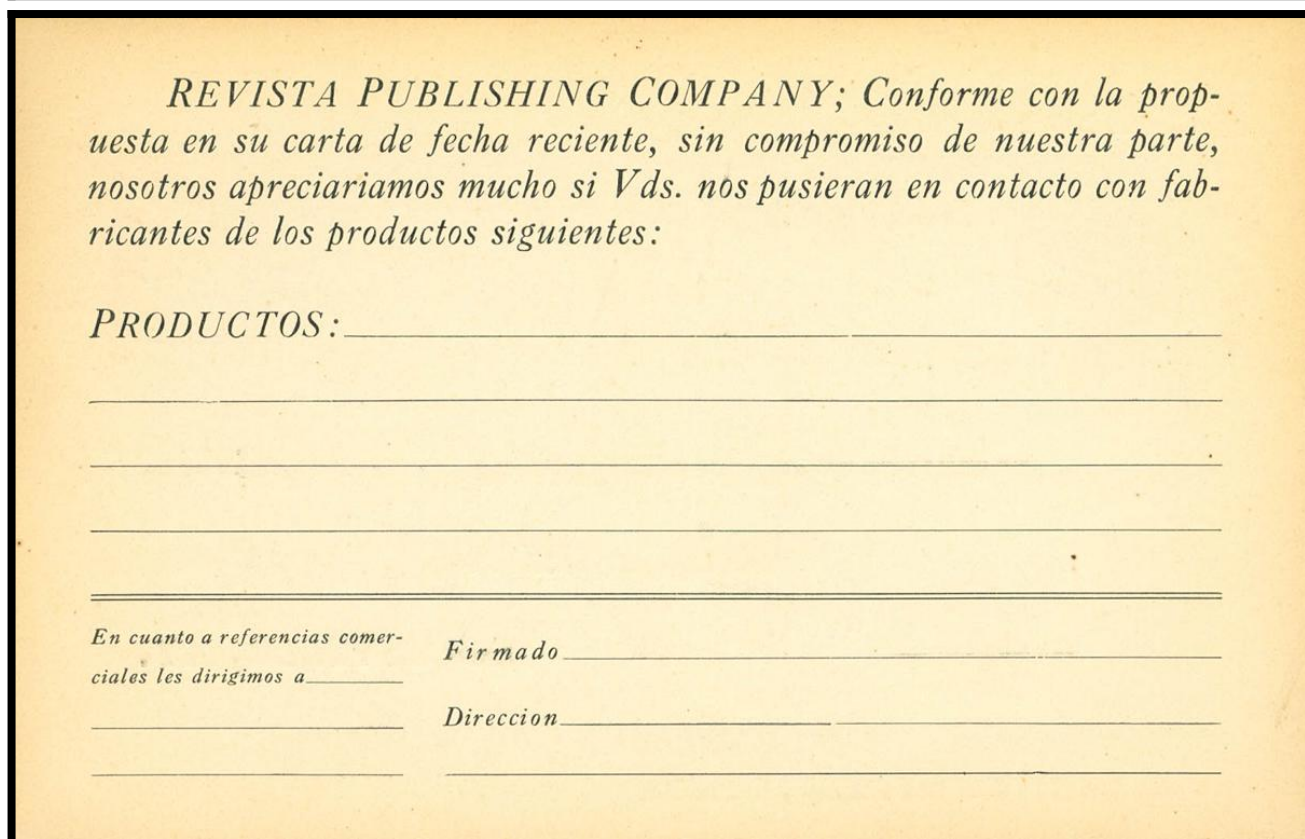 REVISTA PUBLISHING COMPANY; Conforme con la prop-
uesta en su carta de fecha reciente, sin compromiso de nuestra parte,
nosotros apreciariamos mucho si Vds. nos pusieran en contacto con fab-
ricantes de los productos siguientes:
PRODUCTOS:
En cuanto a referencias comer-
ciales les dirigimos a
Firmado
Direccion